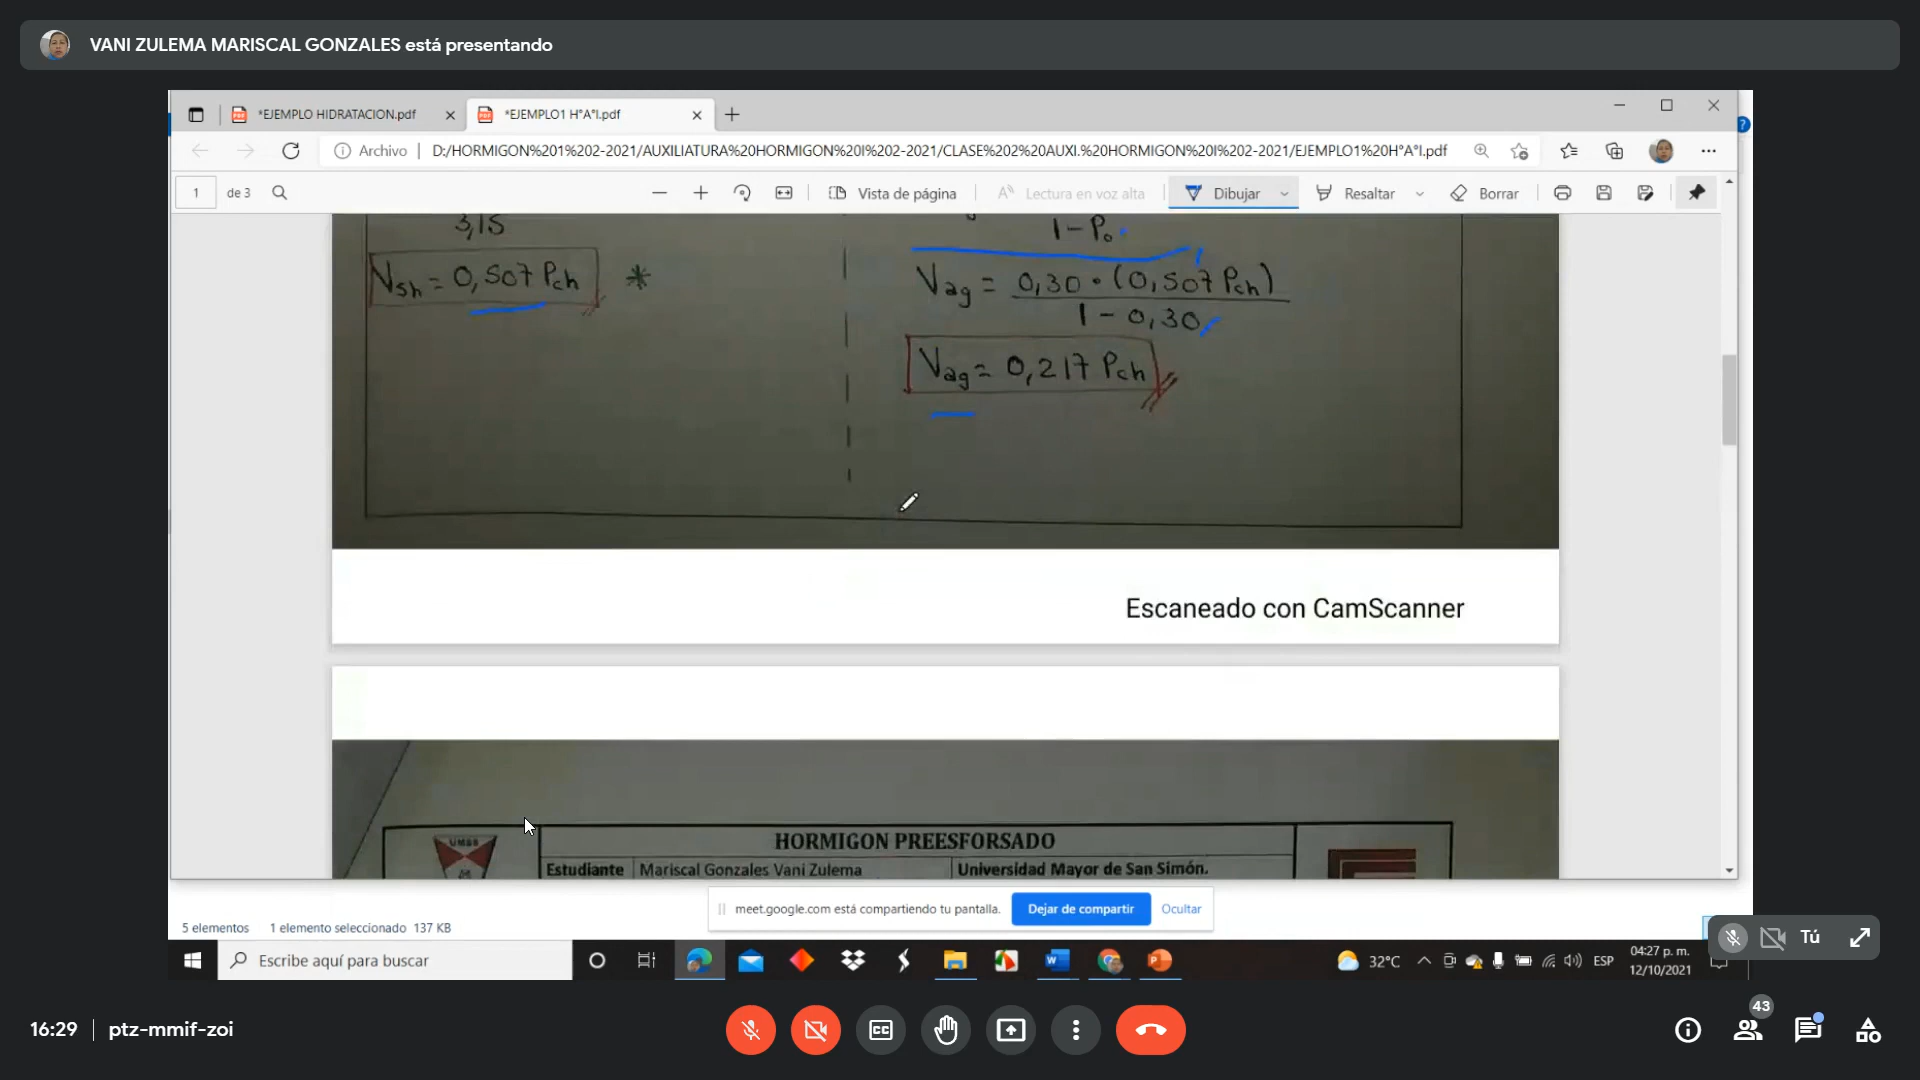 VANI ZULEMA MARISCAL GONZALES está presentando
*EJEMPLO HIDRATACION.pdf
*EJEMPLO1 H°A°I.pdf
Archivo
D:/HORMIGON%201%202-2021/AUXILIATURA%20HORMIGON%20I%202-2021/CLASE%202%20AUXI.%20HORMIGON%20I%202-2021/EJEMPLO1%20H°A°I.pdf
1 de 3
Vista de página
Lectura en voz alta
Dibujar
Resaltar
Borrar
3,15
1 - Po
Vsh = 0,507 Pch *
Vag = 0,30 • (0,507 Pch)
1 - 0,30
Vag = 0,217 Pch
Escaneado con CamScanner
UMSS
HORMIGON PREESFORSADO
Estudiante Mariscal Gonzales Vani Zulema
Universidad Mayor de San Simón.
meet.google.com está compartiendo tu pantalla.
Dejar de compartir
Ocultar
5 elementos 1 elemento seleccionado 137 KB
Tú
Escribe aquí para buscar
32°C
ESP
04:27 p. m.
12/10/2021
16:29 | ptz-mmif-zoi
43